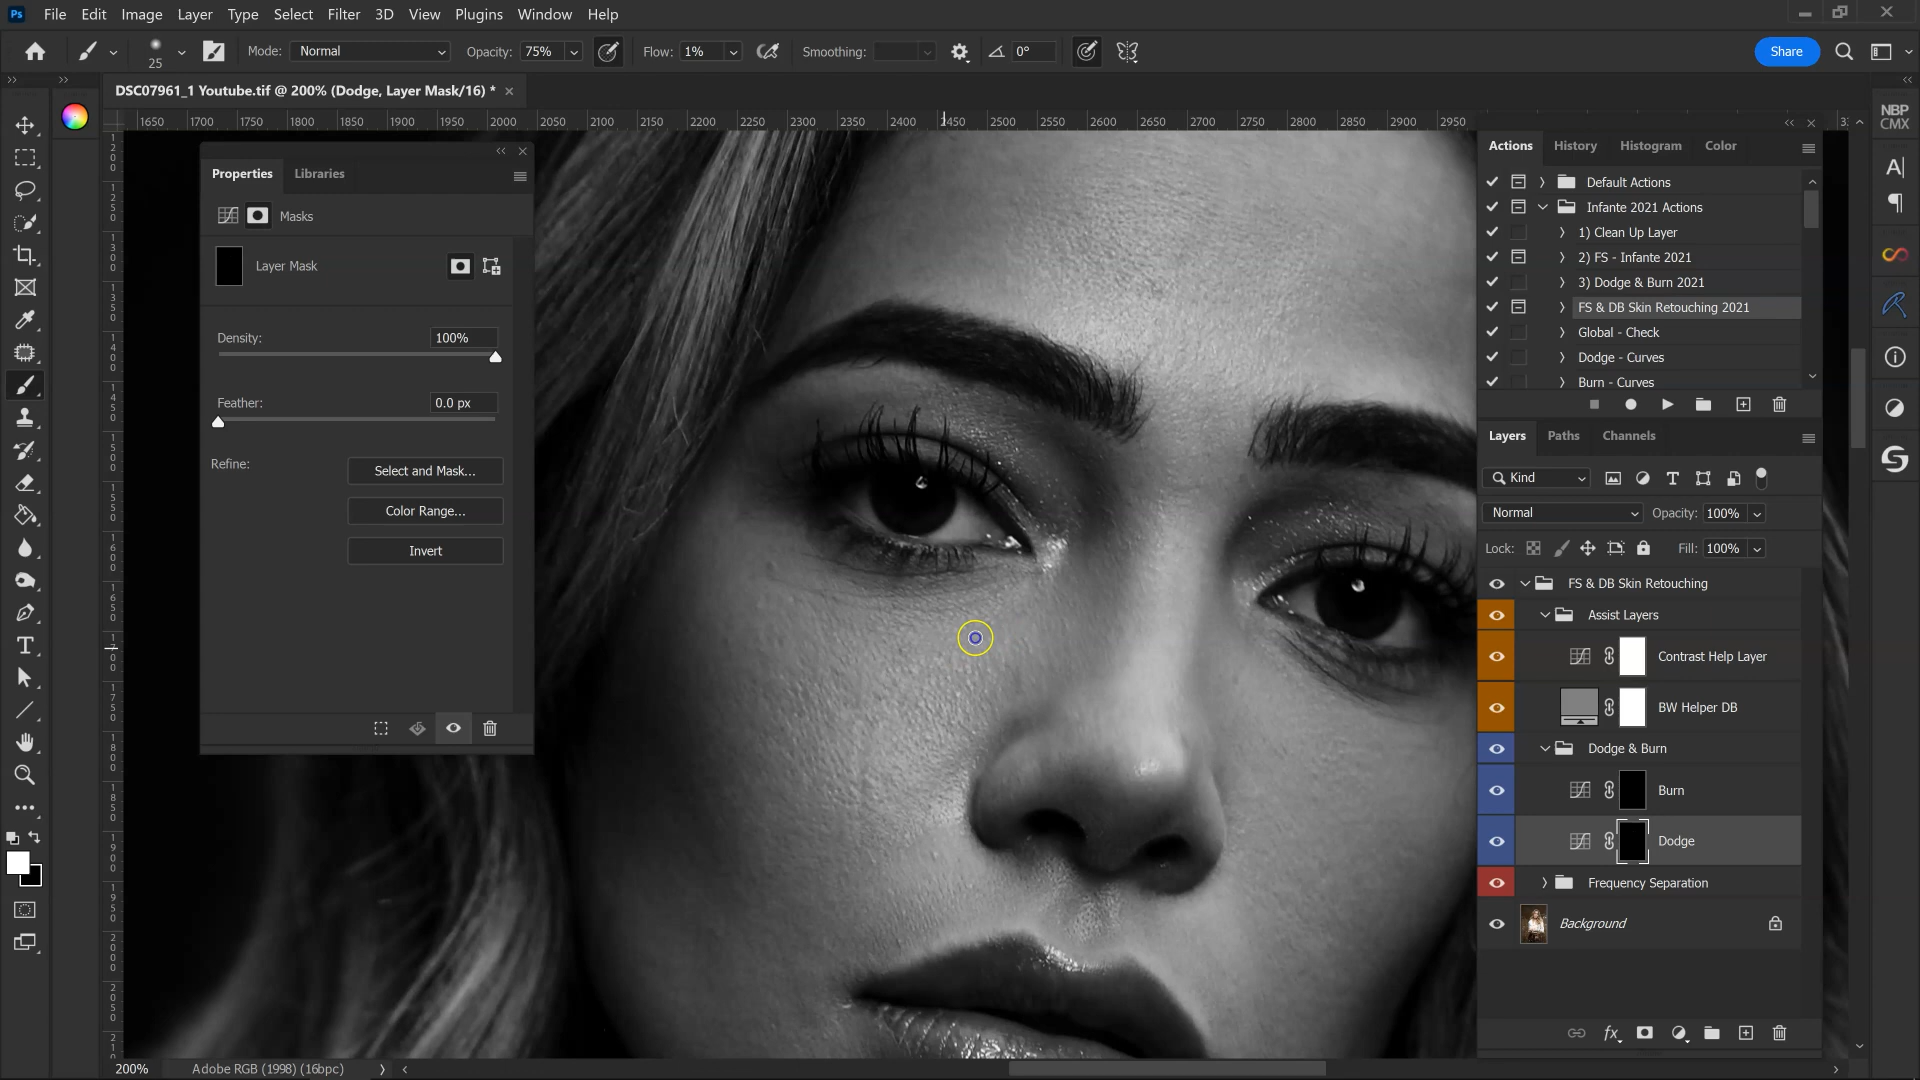 Ps File Edit Image Layer Type Select Filter 3D View Plugins Window Help
25 Mode: Normal Opacity: 75% Flow: 1% Smoothing: 0° Share
DSC07961_1 Youtube.tif @ 200% (Dodge, Layer Mask/16) *
1650 1700 1750 1800 1850 1900 1950 2000 2050 2100 2150 2200 2250 2300 2350 2400 2450 2500 2550 2600 2650 2700 2750 2800 2850 2900 2950
NBP
CMX
Properties Libraries
Masks
Layer Mask
Density: 100%
Feather: 0.0 px
Refine:
Select and Mask...
Color Range...
Invert
Actions History Histogram Color
Default Actions
Infante 2021 Actions
1) Clean Up Layer
2) FS - Infante 2021
3) Dodge & Burn 2021
FS & DB Skin Retouching 2021
Global - Check
Dodge - Curves
Burn - Curves
Layers Paths Channels
Kind
Normal Opacity: 100%
Lock: Fill: 100%
FS & DB Skin Retouching
Assist Layers
Contrast Help Layer
BW Helper DB
Dodge & Burn
Burn
Dodge
Frequency Separation
Background
fx
200% Adobe RGB (1998) (16bpc)